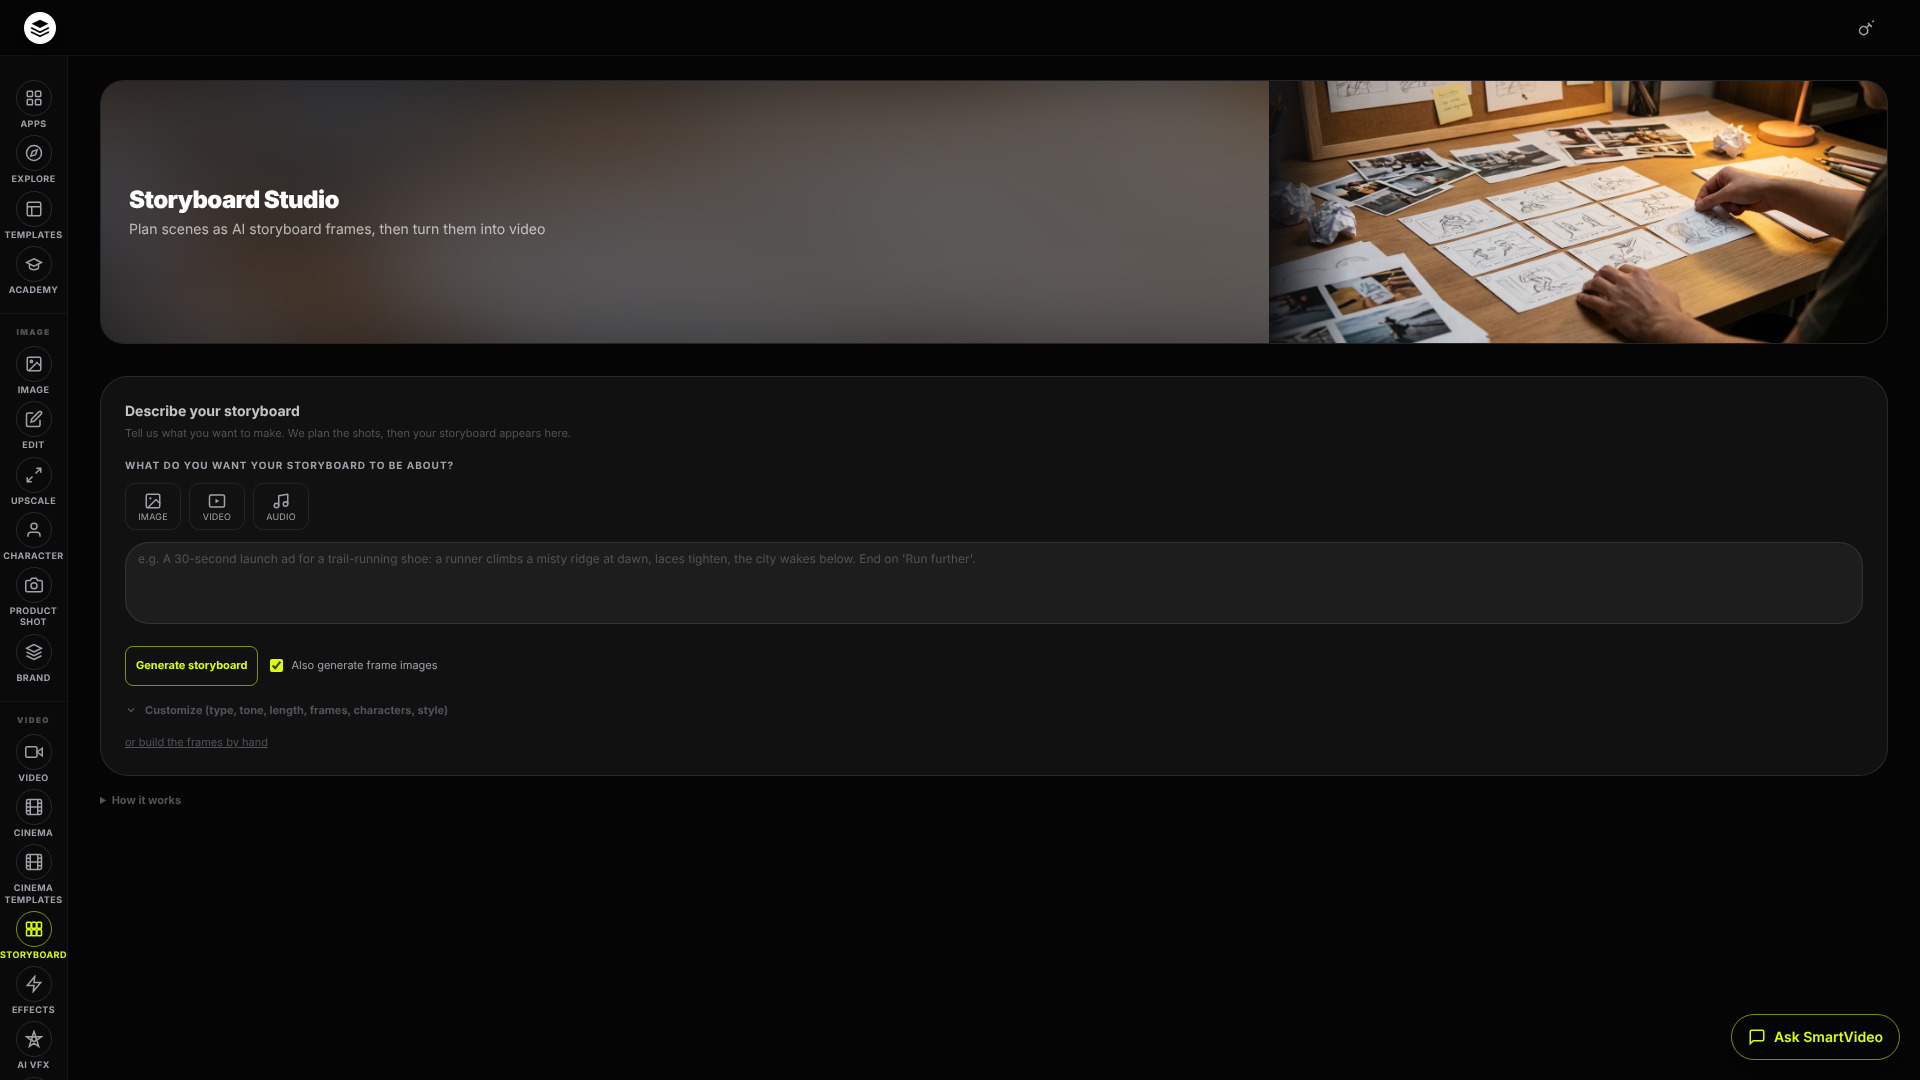 Storyboard Studio
Plan scenes as AI storyboard frames, then turn them into video
APPS
EXPLORE
TEMPLATES
ACADEMY
IMAGE
IMAGE
EDIT
UPSCALE
CHARACTER
PRODUCT
SHOT
BRAND
VIDEO
VIDEO
CINEMA
CINEMA
TEMPLATES
STORYBOARD
EFFECTS
AI VFX
Describe your storyboard
Tell us what you want to make. We plan the shots, then your storyboard appears here.
WHAT DO YOU WANT YOUR STORYBOARD TO BE ABOUT?
IMAGE
VIDEO
AUDIO
e.g. A 30-second launch ad for a trail-running shoe: a runner climbs a misty ridge at dawn, laces tighten, the city wakes below. End on 'Run further'.
Generate storyboard
Also generate frame images
Customize (type, tone, length, frames, characters, style)
or build the frames by hand
How it works
Ask SmartVideo